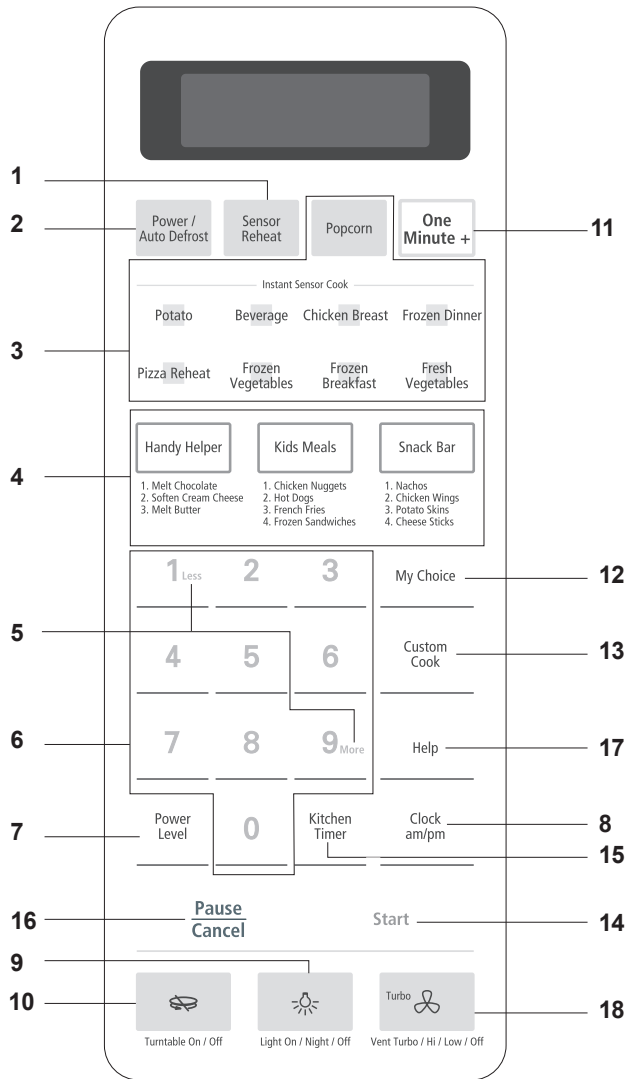 1
2
Power /
Auto Defrost
Sensor
Reheat
Popcorn
One
Minute +
11
Instant Sensor Cook
Potato
Beverage
Chicken Breast
Frozen Dinner
3
Pizza Reheat
Frozen
Vegetables
Frozen
Breakfast
Fresh
Vegetables
4
Handy Helper
1. Melt Chocolate
2. Soften Cream Cheese
3. Melt Butter
Kids Meals
1. Chicken Nuggets
2. Hot Dogs
3. French Fries
4. Frozen Sandwiches
Snack Bar
1. Nachos
2. Chicken Wings
3. Potato Skins
4. Cheese Sticks
1 Less
2
3
My Choice
12
5
4
5
6
Custom
Cook
13
6
7
8
9 More
Help
17
7
Power
Level
0
Kitchen
Timer
Clock
am/pm
8
15
16
Pause
Cancel
Start
14
9
10
Turbo
18
Turntable On / Off
Light On / Night / Off
Vent Turbo / Hi / Low / Off